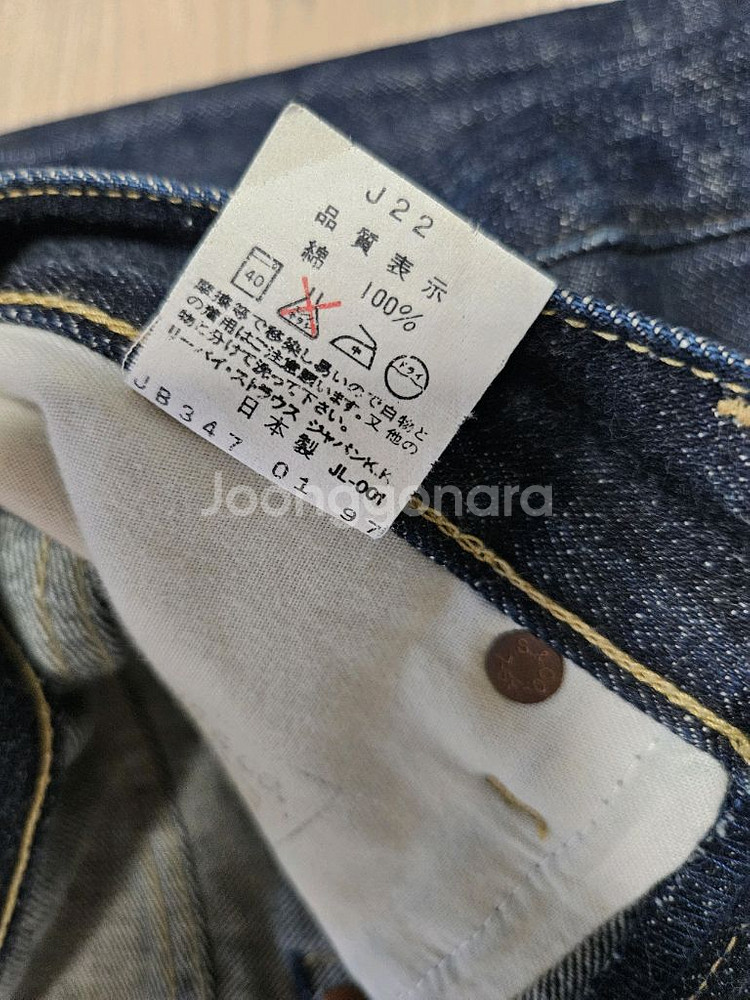 J22
品質表示
綿 100%
40 中 ドライ
摩擦等で移染し易いので白物と
の着用はご注意願います。又他の
物と分けて洗って下さい。
リーバイ・ストラウス ジャパンK.K.
日本製 JL-001
JB347 01 97
Joonggonara